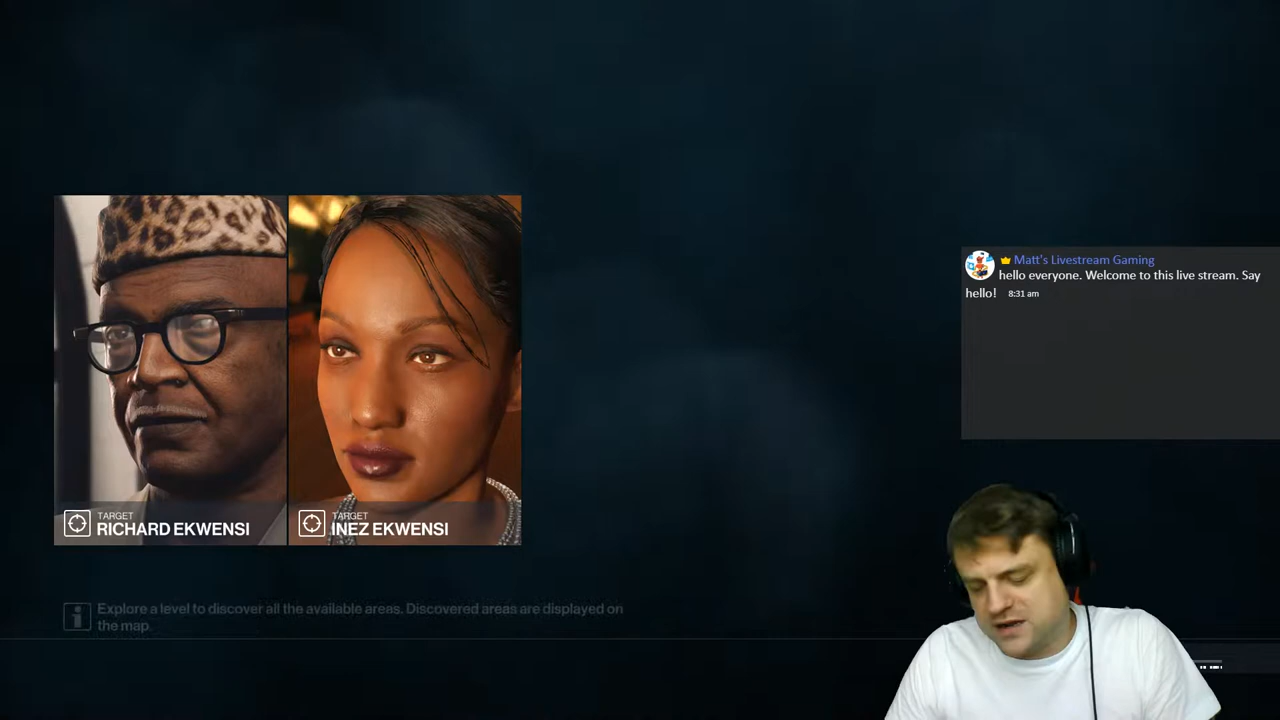 Matt's Livestream Gaming
hello everyone. Welcome to this live stream. Say
hello! 8:31 am
TARGET
RICHARD EKWENSI
TARGET
INEZ EKWENSI
Explore a level to discover all the available areas. Discovered areas are displayed on
the map.